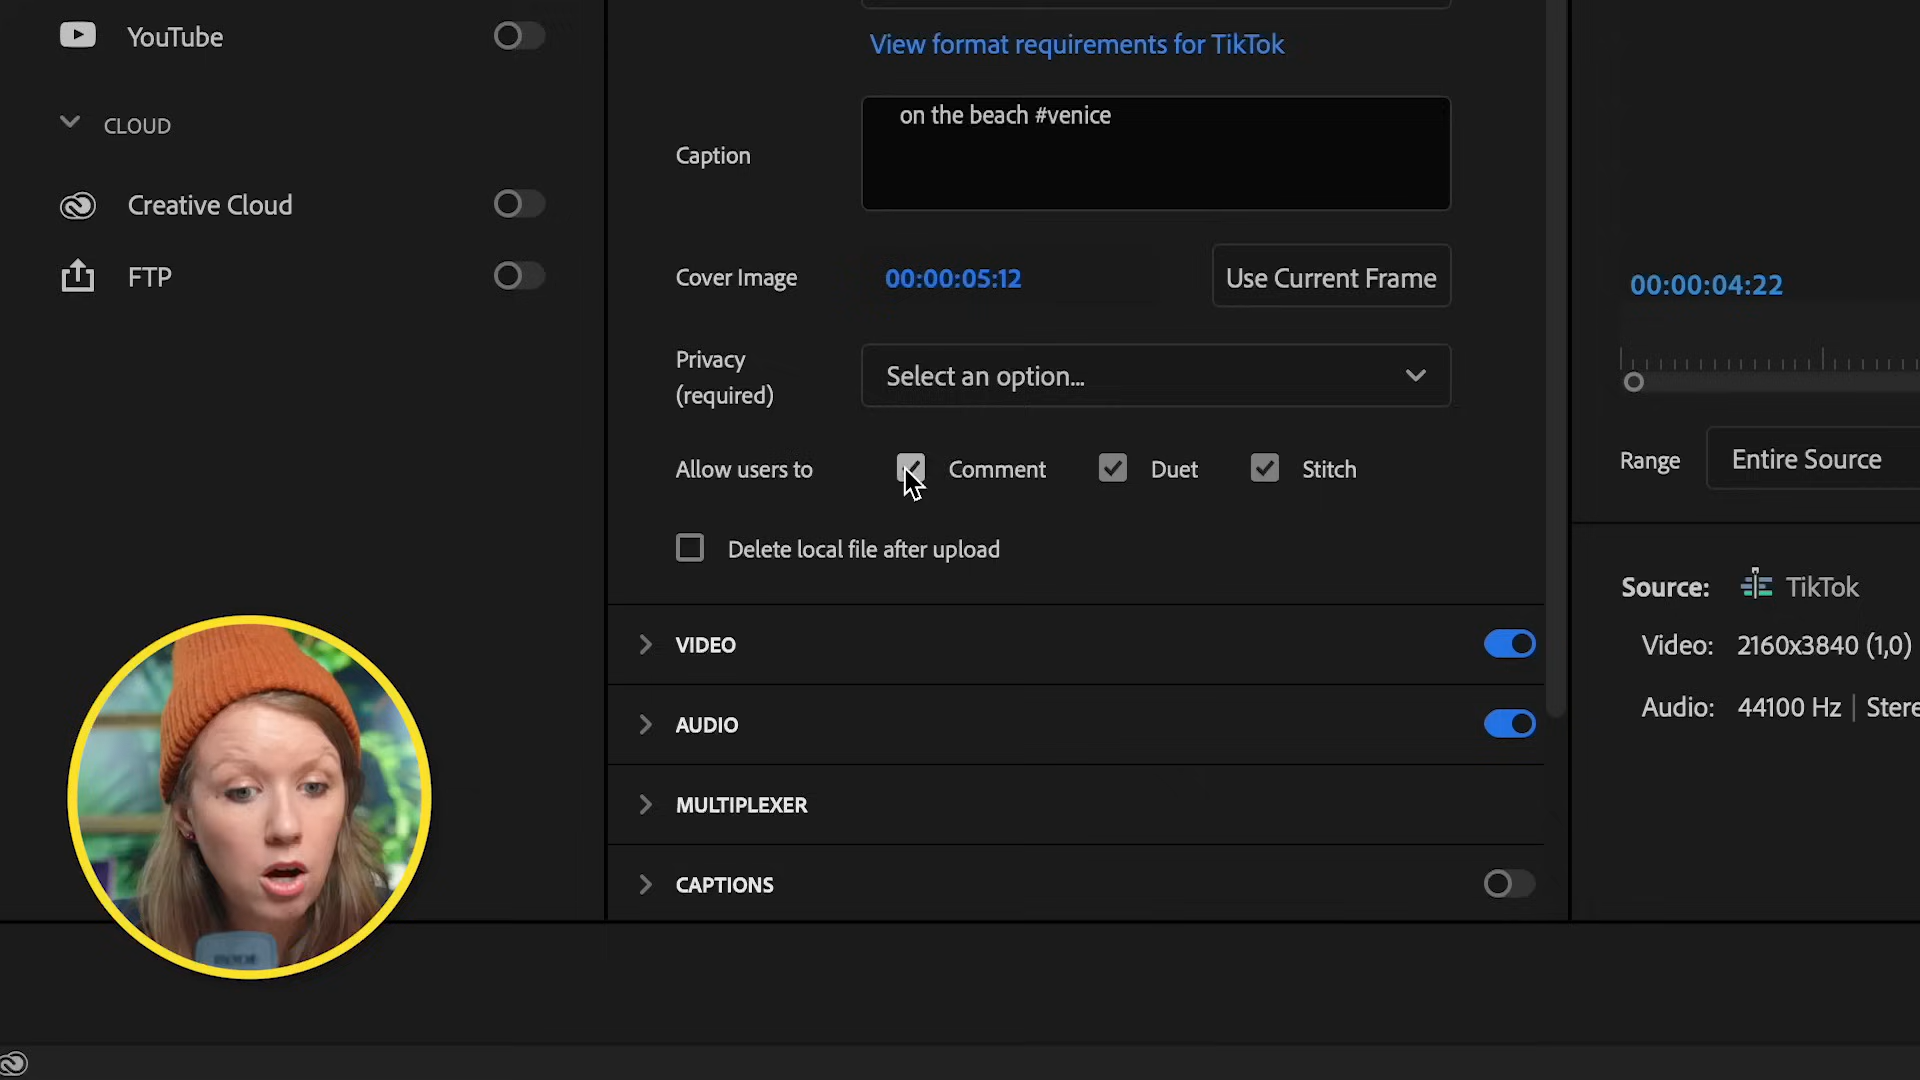 YouTube
CLOUD
Creative Cloud
FTP
View format requirements for TikTok
Caption
on the beach #venice
Cover Image
00:00:05:12
Use Current Frame
Privacy
(required)
Select an option...
Allow users to
Comment
Duet
Stitch
Delete local file after upload
VIDEO
AUDIO
MULTIPLEXER
CAPTIONS
00:00:04:22
Range
Entire Source
Source: TikTok
Video: 2160x3840 (1,0)
Audio: 44100 Hz | Stere